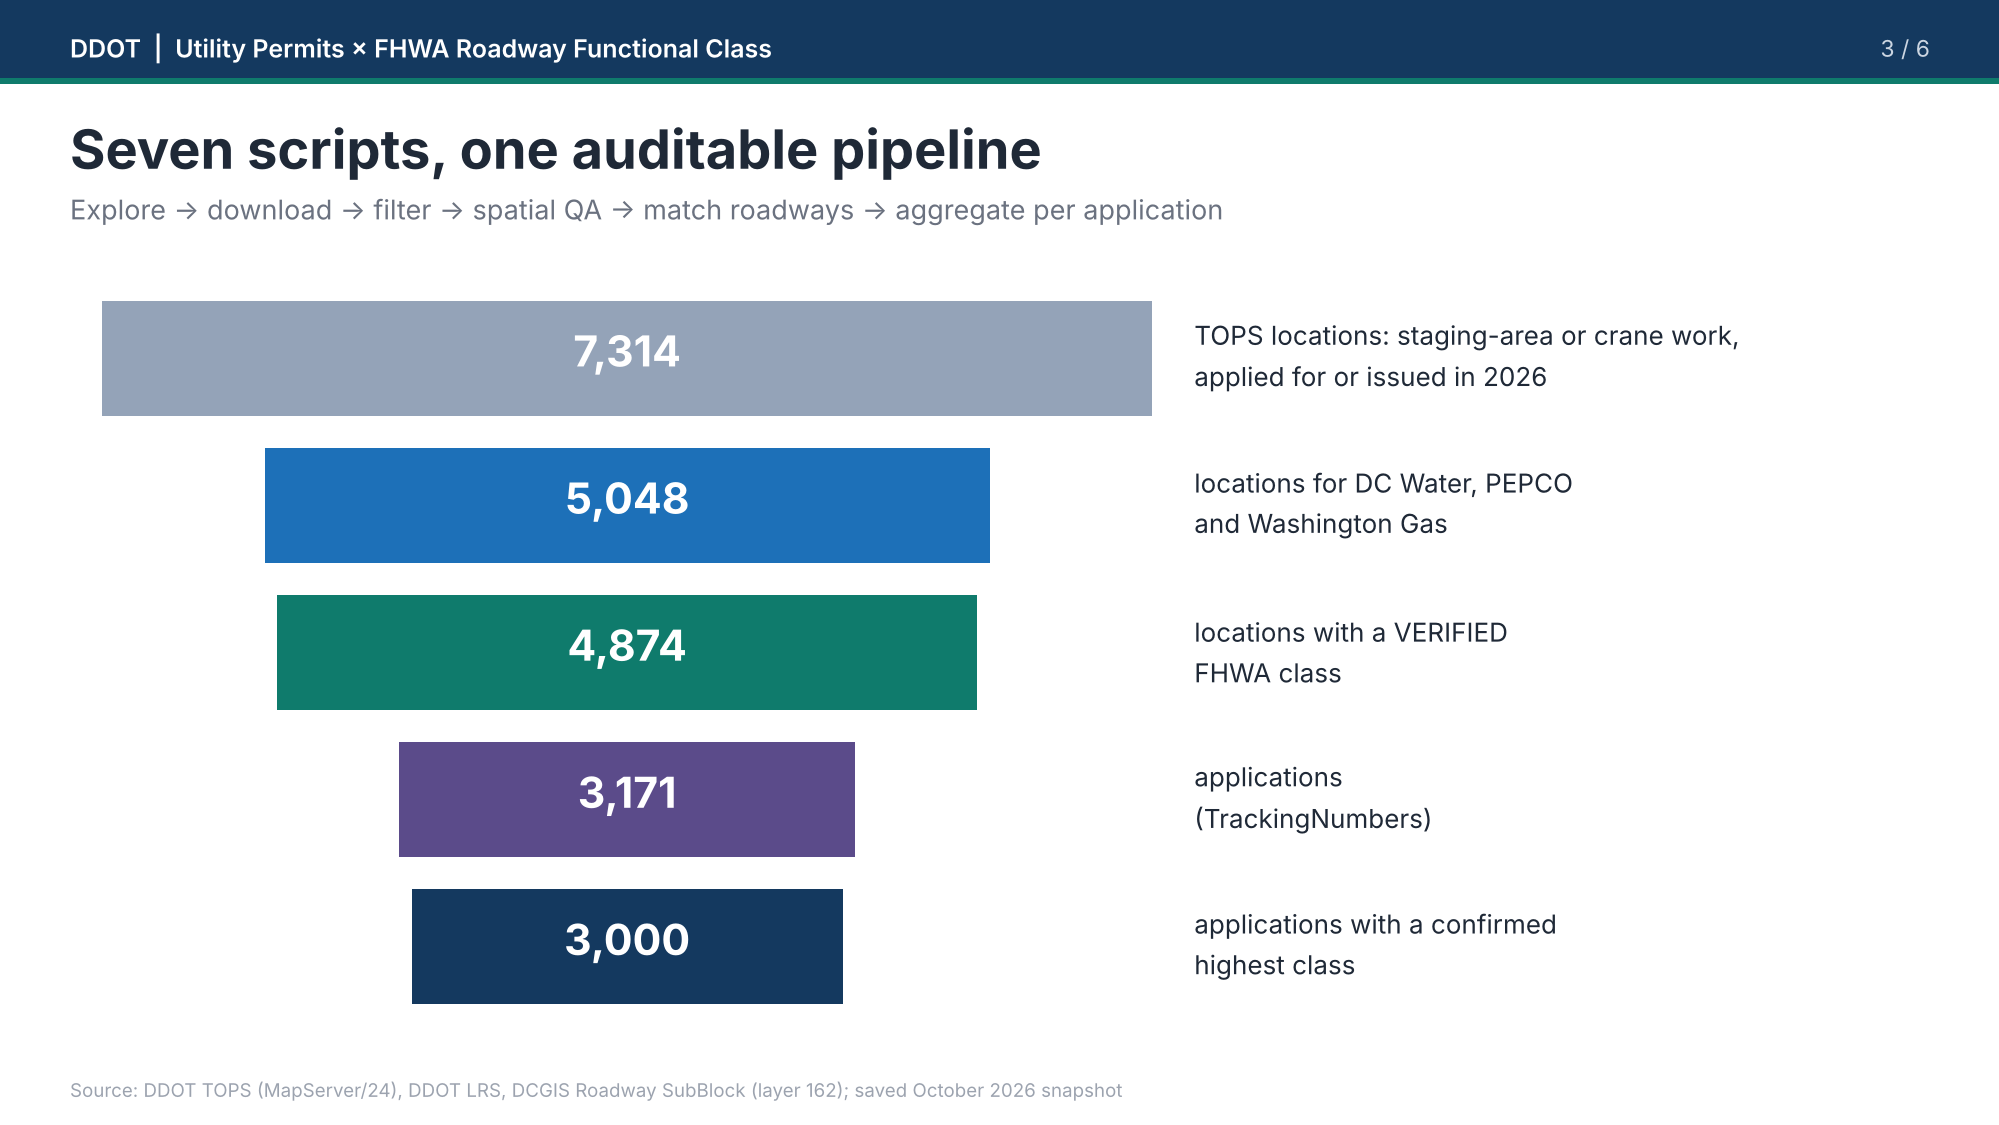 DDOT | Utility Permits × FHWA Roadway Functional Class
3 / 6
Seven scripts, one auditable pipeline
Explore → download → filter → spatial QA → match roadways → aggregate per application
7,314
TOPS locations: staging-area or crane work,
applied for or issued in 2026
5,048
locations for DC Water, PEPCO
and Washington Gas
4,874
locations with a VERIFIED
FHWA class
3,171
applications
(TrackingNumbers)
3,000
applications with a confirmed
highest class
Source: DDOT TOPS (MapServer/24), DDOT LRS, DCGIS Roadway SubBlock (layer 162); saved October 2026 snapshot